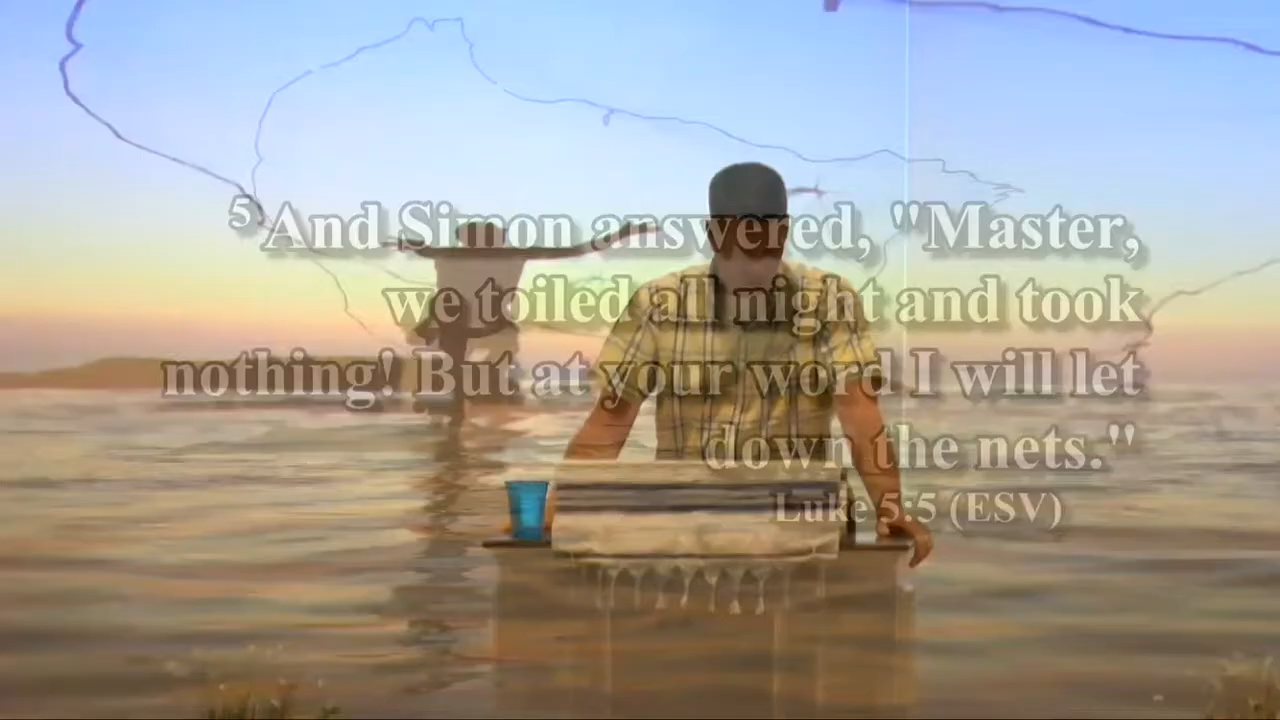 ⁵And Simon answered, "Master,
we toiled all night and took
nothing! But at your word I will let
down the nets."
Luke 5:5 (ESV)